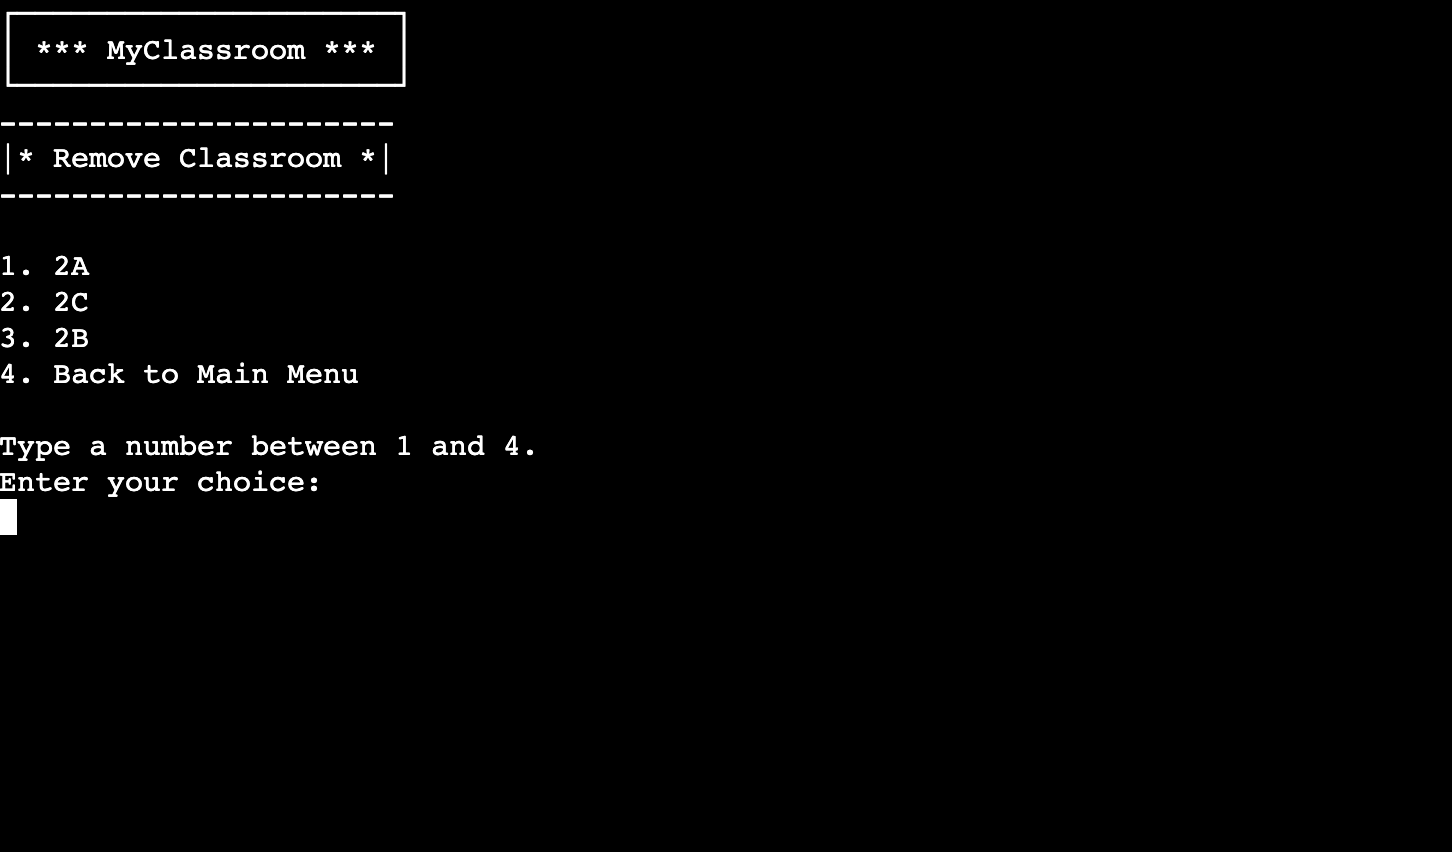 *** MyClassroom ***
----------------------
|* Remove Classroom *|
----------------------
1. 2A
2. 2C
3. 2B
4. Back to Main Menu
Type a number between 1 and 4.
Enter your choice: